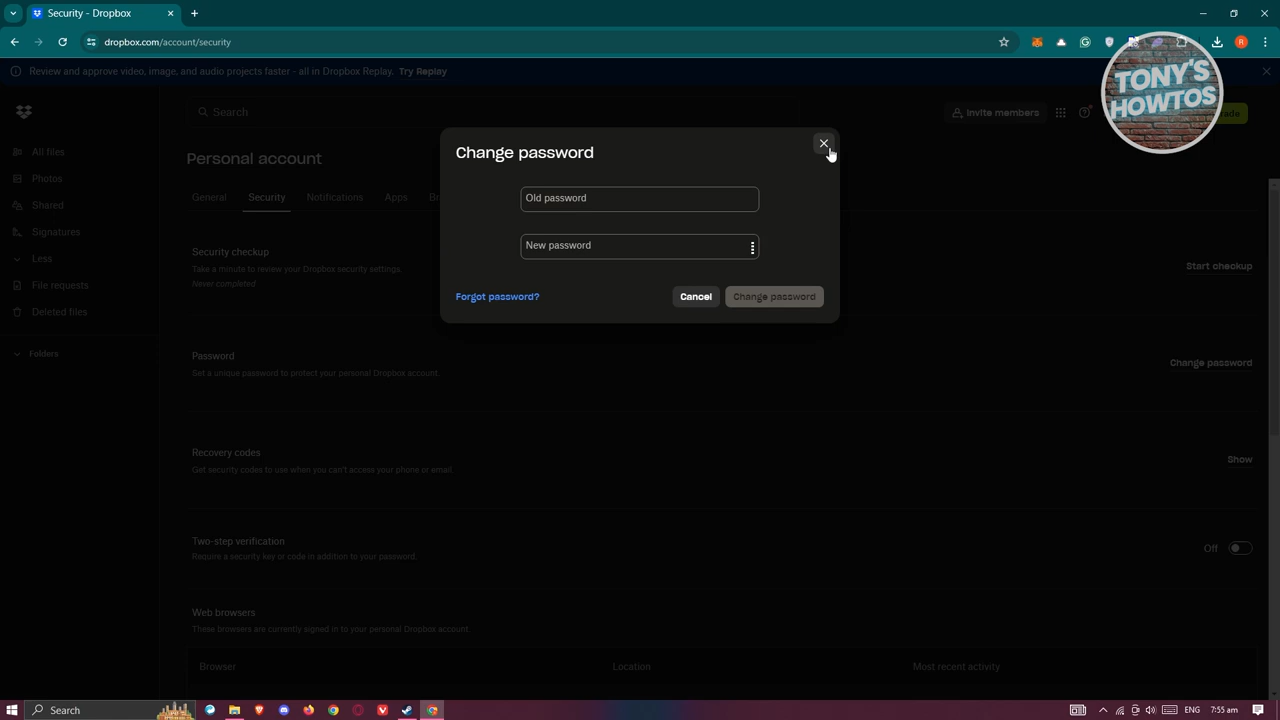 Security - Dropbox
dropbox.com/account/security
Review and approve video, image, and audio projects faster - all in Dropbox Replay. Try Replay
TONY'S
HOWTOS
Search
Invite members
Personal account
General Security Notifications Apps
All files
Photos
Shared
Signatures
Less
File requests
Deleted files
Folders
Change password
Old password
New password
Forgot password?
Cancel
Change password
Security checkup
Take a minute to review your Dropbox security settings.
Never completed
Start checkup
Password
Set a unique password to protect your personal Dropbox account.
Change password
Recovery codes
Get security codes to use when you can't access your phone or email
Show
Two-step verification
Require a security key or code in addition to your password.
Off
Web browsers
These browsers are currently signed in to your personal Dropbox account.
Browser Location Most recent activity
Search
ENG
7:55 am